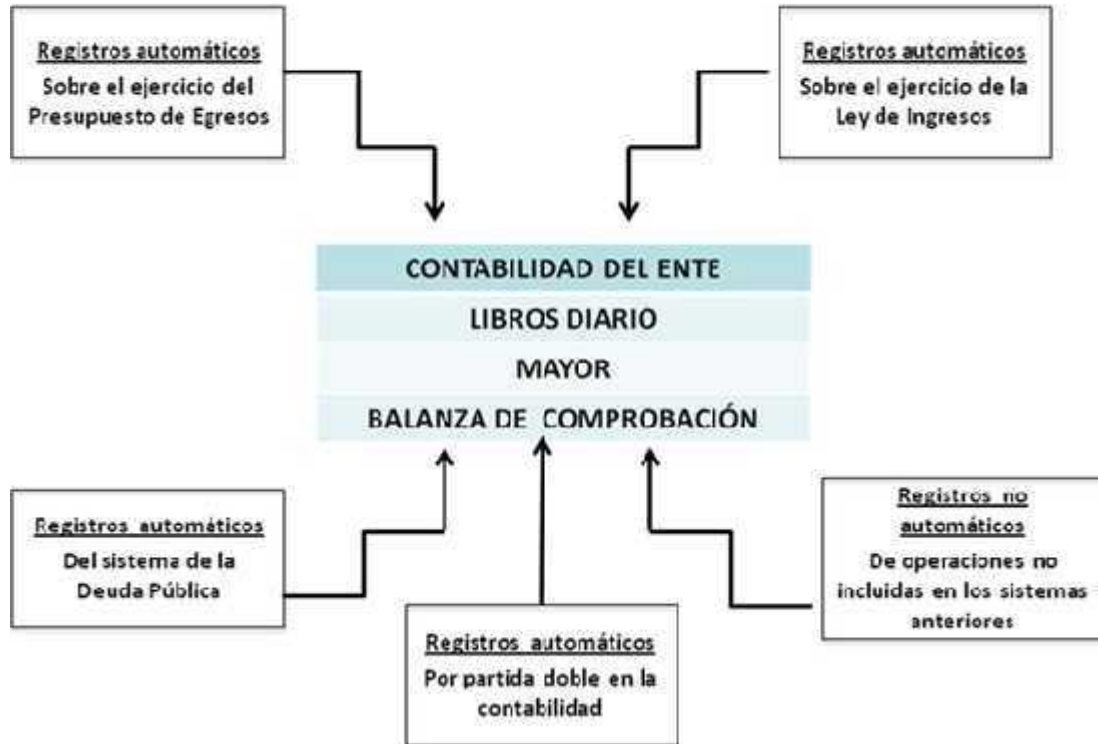 Registros automáticos
Sobre el ejercicio del
Presupuesto de Egresos
Registros automáticos
Sobre el ejercicio de la
Ley de Ingresos
CONTABILIDAD DEL ENTE
LIBROS DIARIO
MAYOR
BALANZA DE COMPROBACIÓN
Registros automáticos
Del sistema de la
Deuda Pública
Registros automáticos
Por partida doble en la
contabilidad
Registros no
automáticos
De operaciones no
incluidas en los sistemas
anteriores